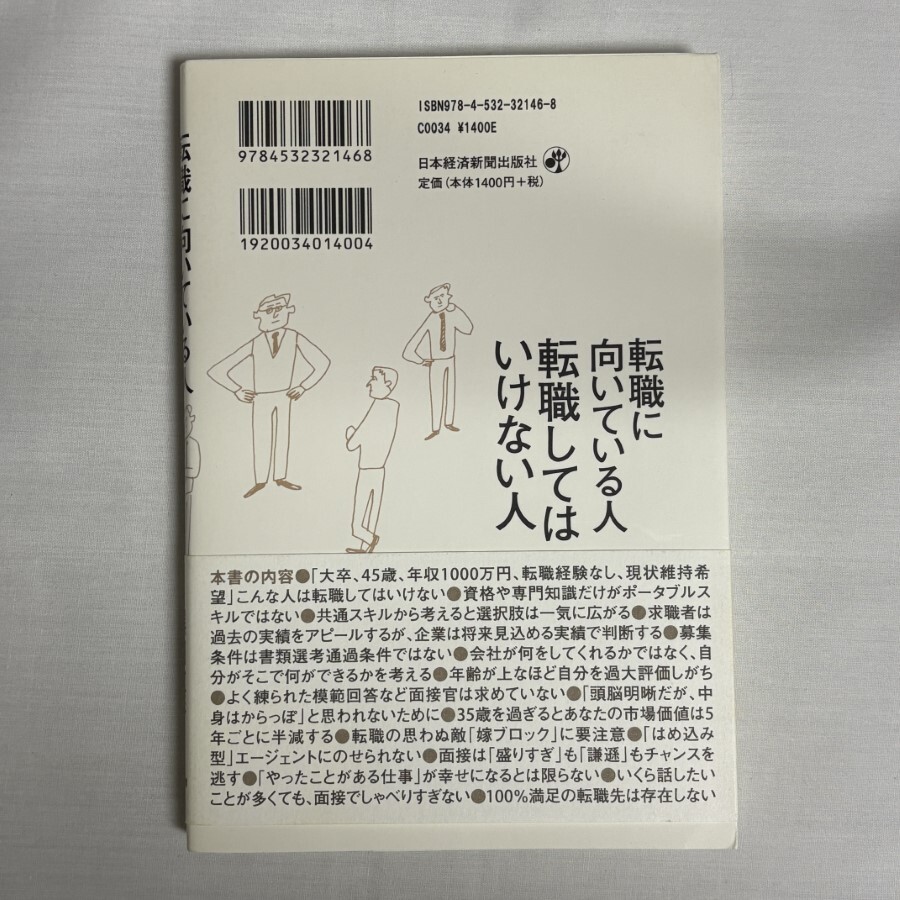 ISBN978-4-532-32146-8
C0034 ¥1400E
9784532321468
日本経済新聞出版社
定価(本体1400円+税)
1920034014004
転職に向いている人
転職に
向いている人
転職しては
いけない人
本書の内容●「大卒、45歳、年収1000万円、転職経験なし、現状維持希
望」こんな人は転職してはいけない●資格や専門知識だけがポータブルス
キルではない●共通スキルから考えると選択肢は一気に広がる●求職者は
過去の実績をアピールするが、企業は将来見込める実績で判断する●募集
条件は書類選考通過条件ではない●会社が何をしてくれるかではなく、自
分がそこで何ができるかを考える●年齢が上なほど自分を過大評価しがち
●よく練られた模範回答など面接官は求めていない●「頭脳明晰だが、中
身はからっぽ」と思われないために●35歳を過ぎるとあなたの市場価値は5
年ごとに半減する●転職の思わぬ敵「嫁ブロック」に要注意●「はめ込み
型」エージェントにのせられない●面接は「盛りすぎ」も「謙遜」もチャンスを
逃す●「やったことがある仕事」が幸せになるとは限らない●いくら話したい
ことが多くても、面接でしゃべりすぎない●100%満足の転職先は存在しない